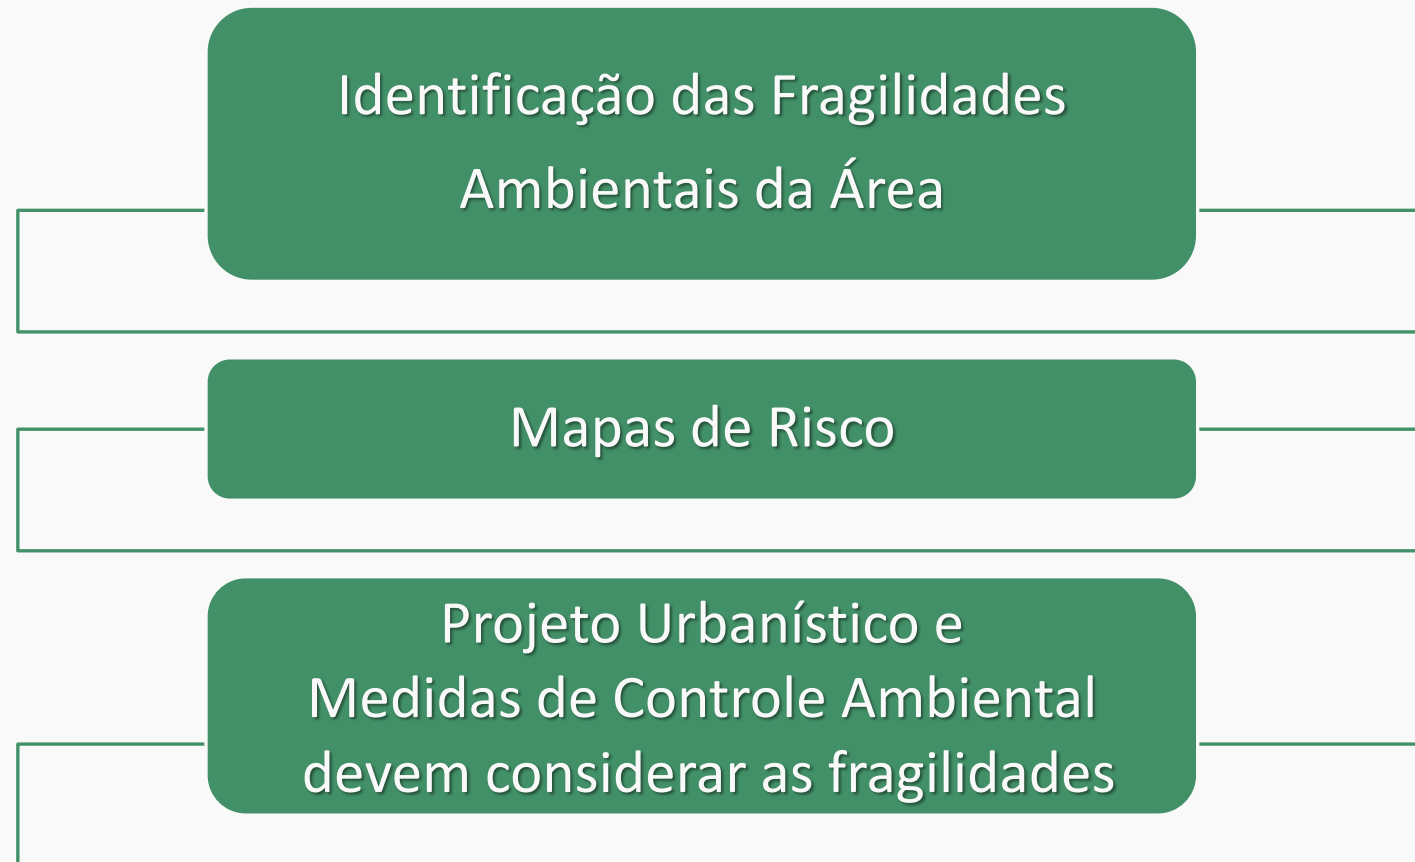 Identificação das Fragilidades
Ambientais da Área
Mapas de Risco
Projeto Urbanístico e
Medidas de Controle Ambiental
devem considerar as fragilidades